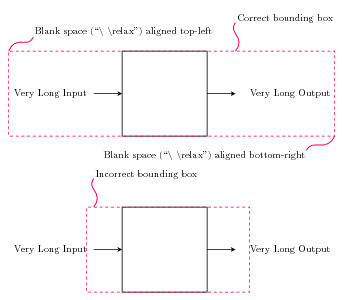 Correct bounding box
Blank space (“\ \relax”) aligned top-left
Very Long Input
Very Long Output
Blank space (“\ \relax”) aligned bottom-right
Incorrect bounding box
Very Long Input
Very Long Output